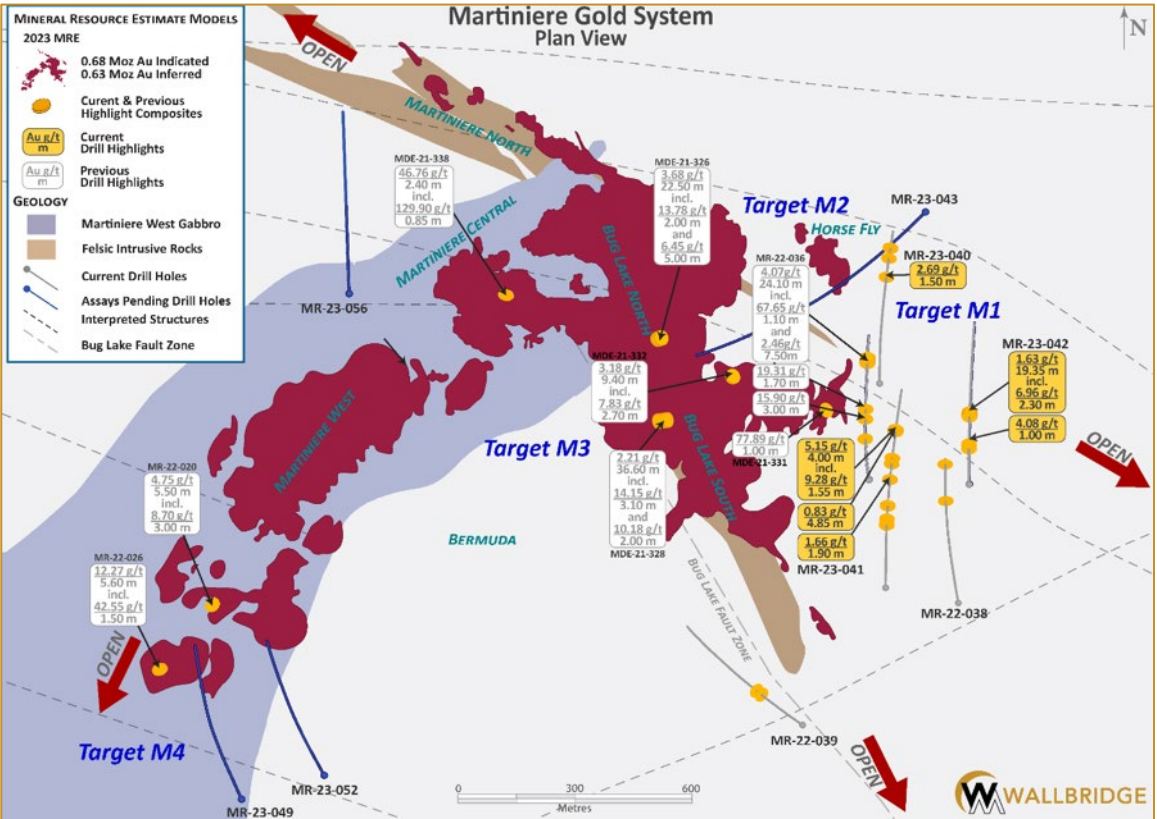 Martiniere Gold System
Plan View
N
MINERAL RESOURCE ESTIMATE MODELS
2023 MRE
0.68 Moz Au Indicated
0.63 Moz Au Inferred
Curent & Previous
Highlight Composites
Au g/t
m
Current
Drill Highlights
Au g/t
m
Previous
Drill Highlights
GEOLOGY
Martiniere West Gabbro
Felsic Intrusive Rocks
Current Drill Holes
Assays Pending Drill Holes
Interpreted Structures
Bug Lake Fault Zone
OPEN
MARTINIERE NORTH
MARTINIERE CENTRAL
MDE-21-338
46.76 g/t
2.40 m
incl.
129.90 g/t
0.85 m
MDE-21-326
3.68 g/t
22.50 m
incl.
13.78 g/t
2.00 m
and
6.45 g/t
5.00 m
Target M2
HORSE FLY
MR-23-043
MR-23-040
2.69 g/t
1.50 m
MR-22-036
4.07g/t
24.10 m
incl.
67.65 g/t
1.10 m
and
2.46g/t
7.50m
19.31 g/t
1.70 m
15.90 g/t
3.00 m
Target M1
MR-23-042
1.63 g/t
19.35 m
incl.
6.96 g/t
2.30 m
4.08 g/t
1.00 m
OPEN
MR-23-056
BUG LAKE NORTH
MDE-21-332
3.18 g/t
9.40 m
incl.
7.83 g/t
2.70 m
MARTINIERE WEST
Target M3
BUG LAKE SOUTH
77.89 g/t
1.00 m
MDE-21-331
5.15 g/t
4.00 m
incl.
9.28 g/t
1.55 m
0.83 g/t
4.85 m
1.66 g/t
1.90 m
MR-23-041
2.21 g/t
36.60 m
incl.
14.15 g/t
3.10 m
and
10.18 g/t
2.00 m
MDE-21-328
MR-22-020
4.75 g/t
5.50 m
incl.
8.70 g/t
3.00 m
BERMUDA
MR-22-026
12.27 g/t
5.60 m
incl.
42.55 g/t
1.50 m
BUG LAKE FAULT ZONE
MR-22-038
OPEN
Target M4
MR-22-039
OPEN
MR-23-052
MR-23-049
0 300 600
Metres
WALLBRIDGE